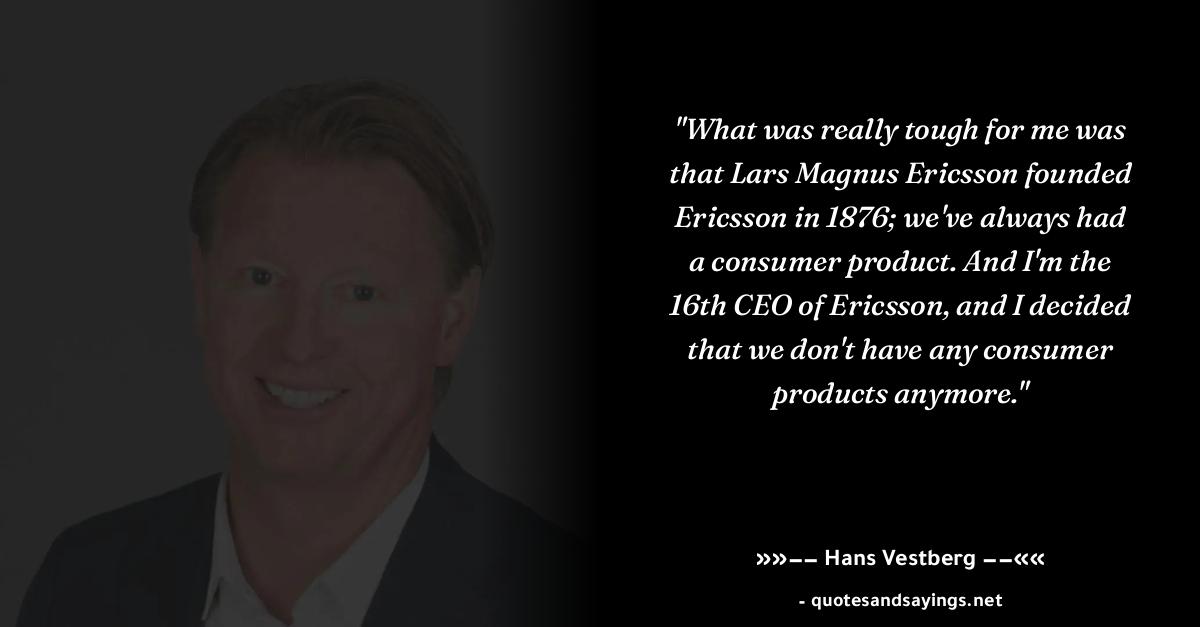 "What was really tough for me was
that Lars Magnus Ericsson founded
Ericsson in 1876; we've always had
a consumer product. And I'm the
16th CEO of Ericsson, and I decided
that we don't have any consumer
products anymore."
»»−− Hans Vestberg −−««
- quotesandsayings.net